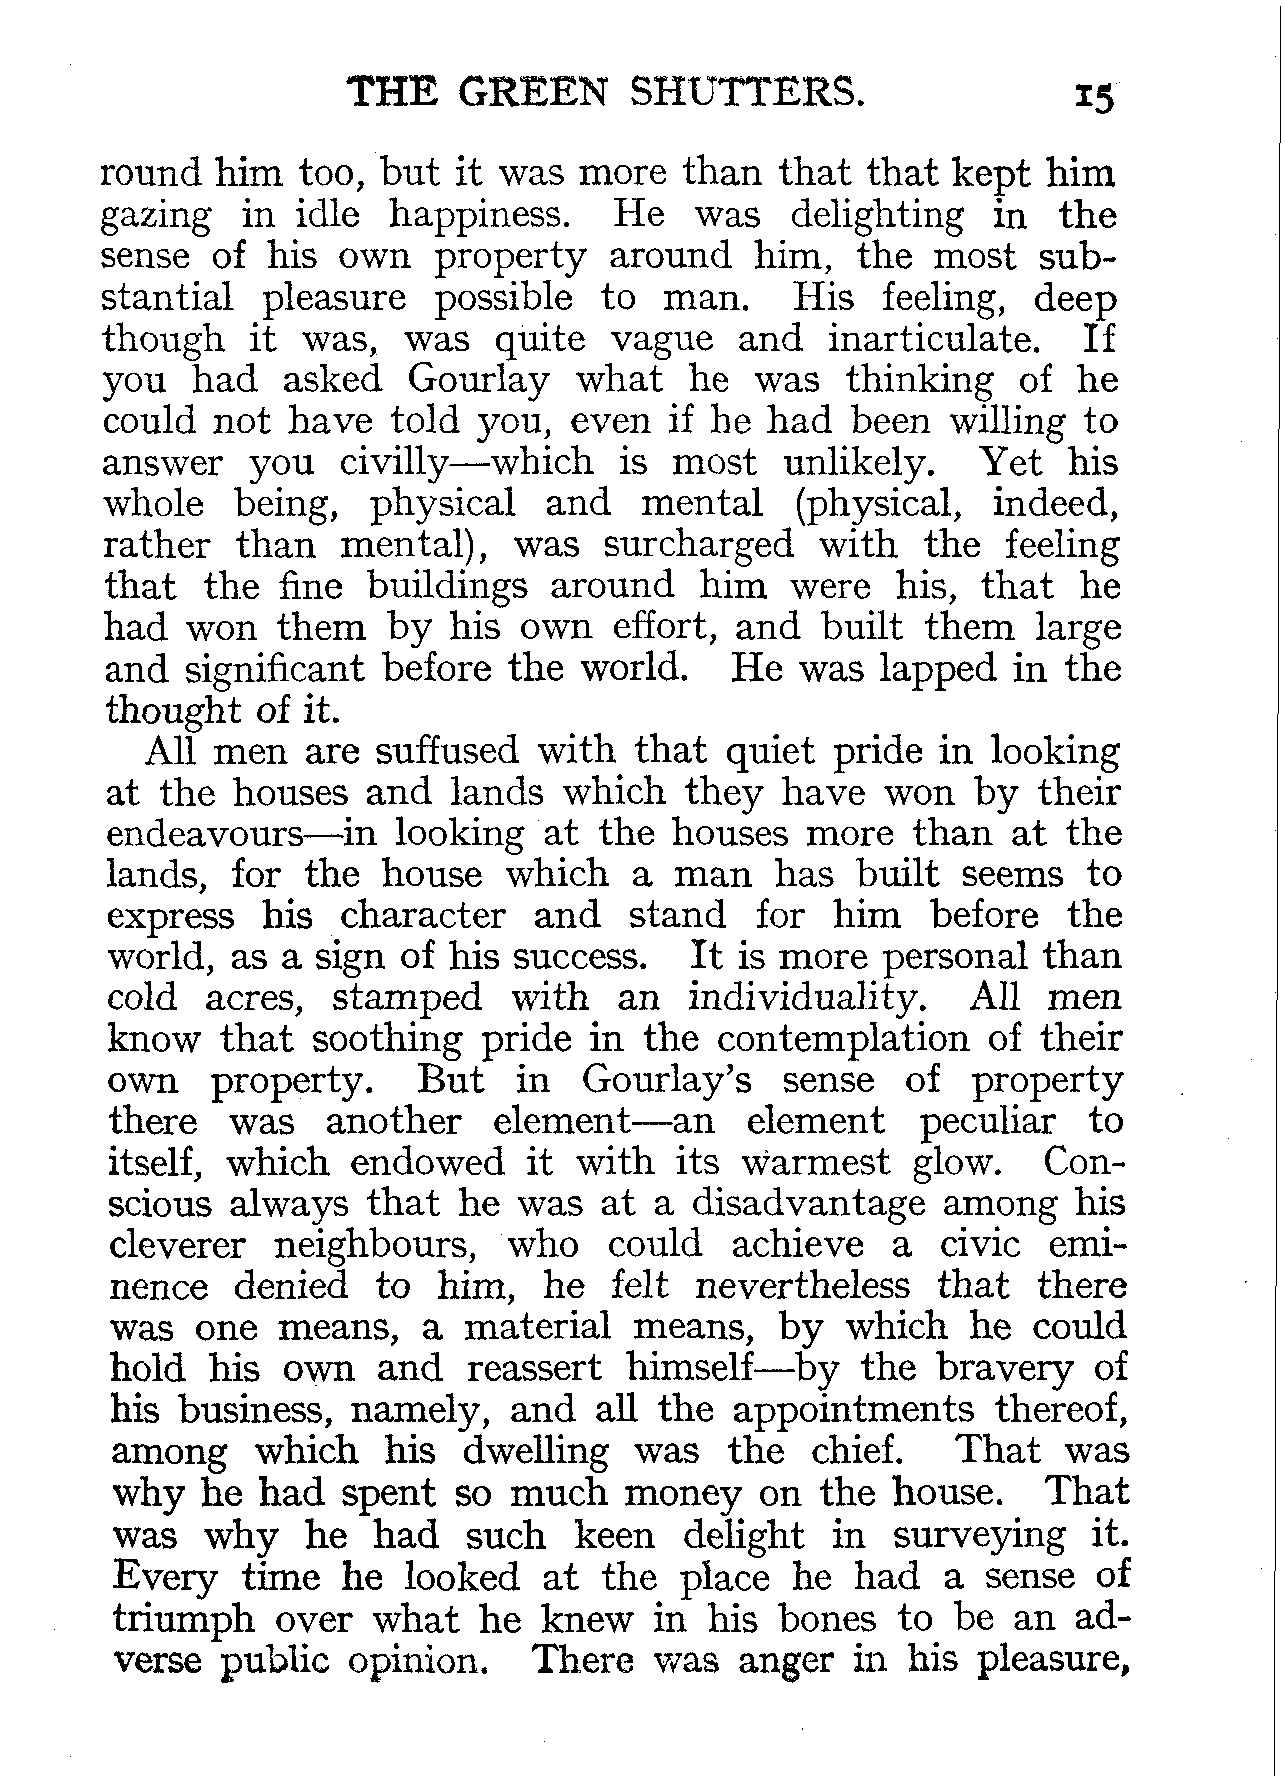 THE GREEN SHUTTERS. 15
round him too, but it was more than that that kept him
gazing in idle happiness. He was delighting in the
sense of his own property around him, the most sub-
stantial pleasure possible to man. His feeling, deep
though it was, was quite vague and inarticulate. If
you had asked Gourlay what he was thinking of he
could not have told you, even if he had been willing to
answer you civilly—which is most unlikely. Yet his
whole being, physical and mental (physical, indeed,
rather than mental), was surcharged with the feeling
that the fine buildings around him were his, that he
had won them by his own effort, and built them large
and significant before the world. He was lapped in the
thought of it.
All men are suffused with that quiet pride in looking
at the houses and lands which they have won by their
endeavours—in looking at the houses more than at the
lands, for the house which a man has built seems to
express his character and stand for him before the
world, as a sign of his success. It is more personal than
cold acres, stamped with an individuality. All men
know that soothing pride in the contemplation of their
own property. But in Gourlay's sense of property
there was another element—an element peculiar to
itself, which endowed it with its warmest glow. Con-
scious always that he was at a disadvantage among his
cleverer neighbours, who could achieve a civic emi-
nence denied to him, he felt nevertheless that there
was one means, a material means, by which he could
hold his own and reassert himself—by the bravery of
his business, namely, and all the appointments thereof,
among which his dwelling was the chief. That was
why he had spent so much money on the house. That
was why he had such keen delight in surveying it.
Every time he looked at the place he had a sense of
triumph over what he knew in his bones to be an ad-
verse public opinion. There was anger in his pleasure,